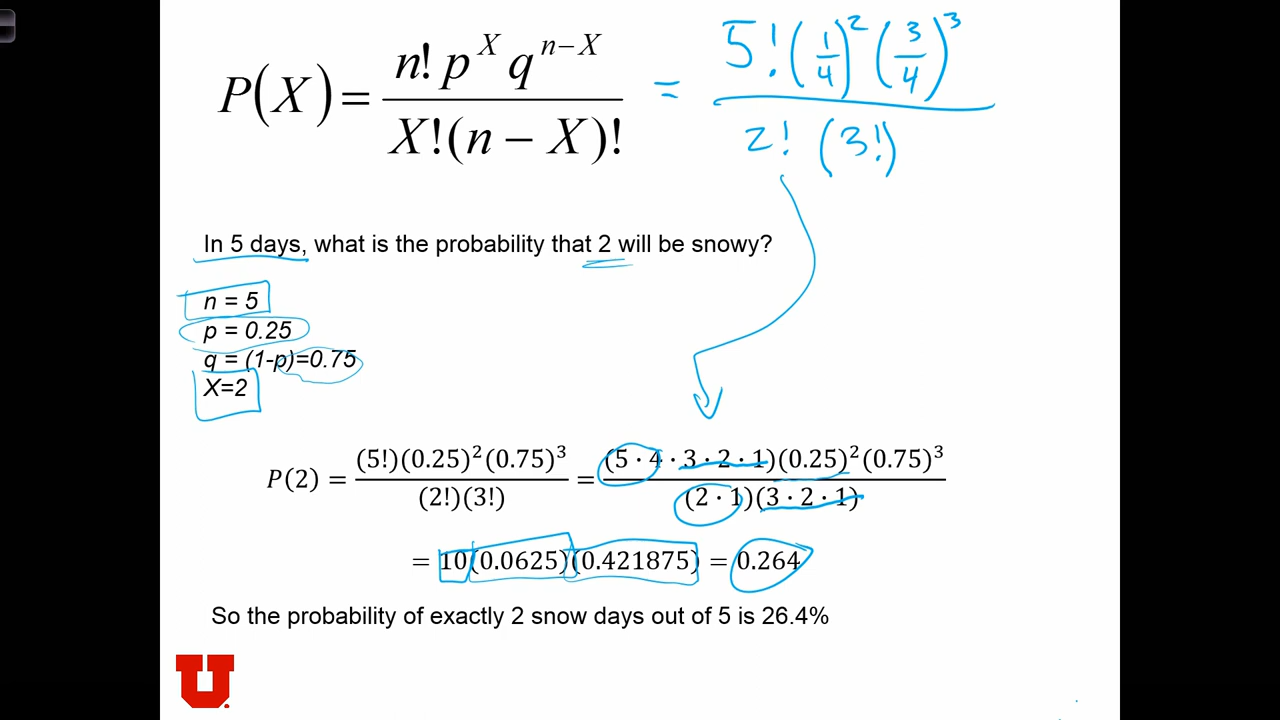 P(X) = n! p^X q^{n−X} / X!(n − X)! = 5! (1/4)^2 (3/4)^3 / 2! (3!)
In 5 days, what is the probability that 2 will be snowy?
n = 5
p = 0.25
q = (1-p)=0.75
X=2
P(2) = (5!)(0.25)²(0.75)³ / (2!)(3!) = (5 · 4 · 3 · 2 · 1)(0.25)²(0.75)³ / (2 · 1)(3 · 2 · 1)
= 10(0.0625)(0.421875) = 0.264
So the probability of exactly 2 snow days out of 5 is 26.4%
U